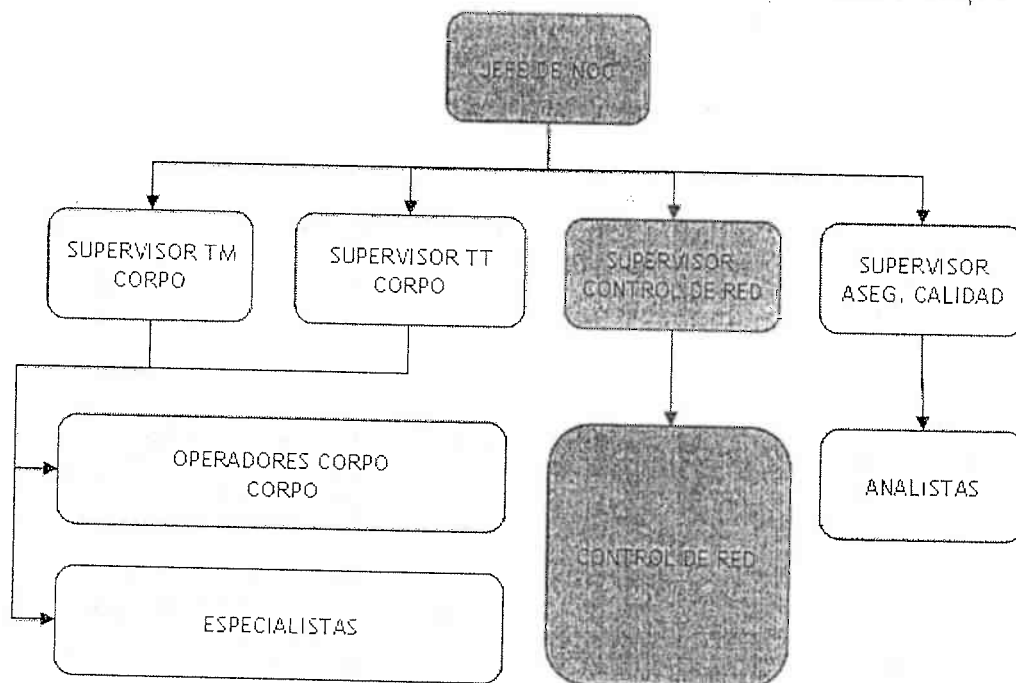 JEFE DE NOC
SUPERVISOR TM
CORPO
SUPERVISOR TT
CORPO
SUPERVISOR
CONTROL DE RED
SUPERVISOR
ASEG. CALIDAD
OPERADORES CORPO
CORPO
ESPECIALISTAS
CONTROL DE RED
ANALISTAS